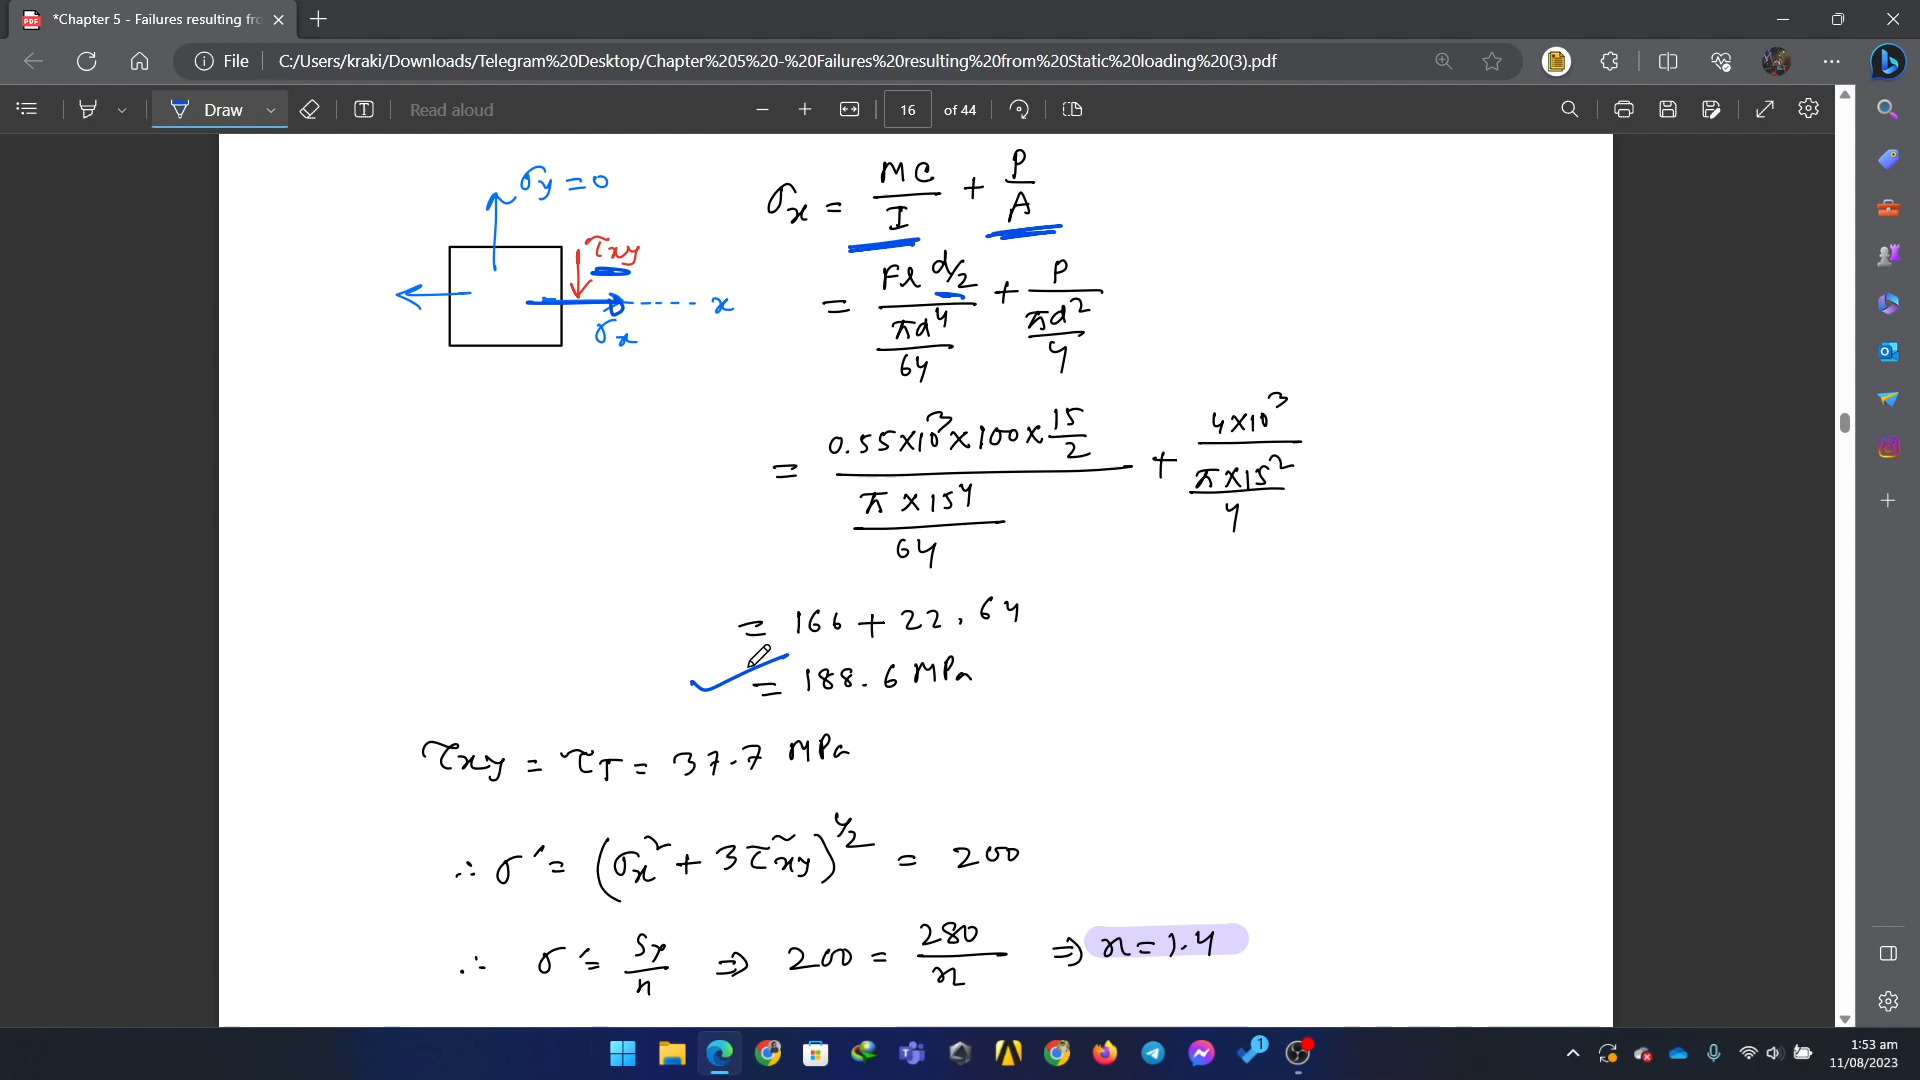 *Chapter 5 - Failures resulting fro
File
C:/Users/kraki/Downloads/Telegram%20Desktop/Chapter%205%20-%20Failures%20resulting%20from%20Static%20loading%20(3).pdf
Draw
Read aloud
16 of 44
σy = 0
τxy
x
σx
σx = MC/I + P/A
= Fl d/2 / (πd⁴/64) + P / (πd²/4)
= 0.55×10³×100×15/2 / (π×15⁴/64) + 4×10³ / (π×15²/4)
= 166 + 22.64
= 188.6 MPa
τxy = τT = 37.7 MPa
∴ σ′ = (σx² + 3τxy²)^1/2 = 200
∴ σ′ = Sy/n ⇒ 200 = 280/n ⇒ n = 1.4
1
1:53 am
11/08/2023